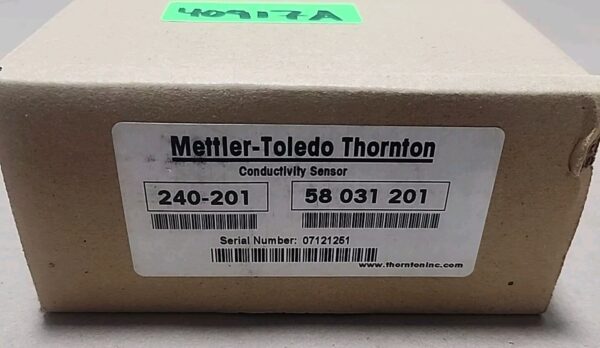 40917A
Mettler-Toledo Thornton
Conductivity Sensor
240-201 58 031 201
Serial Number: 07121251
www.thorntoninc.com